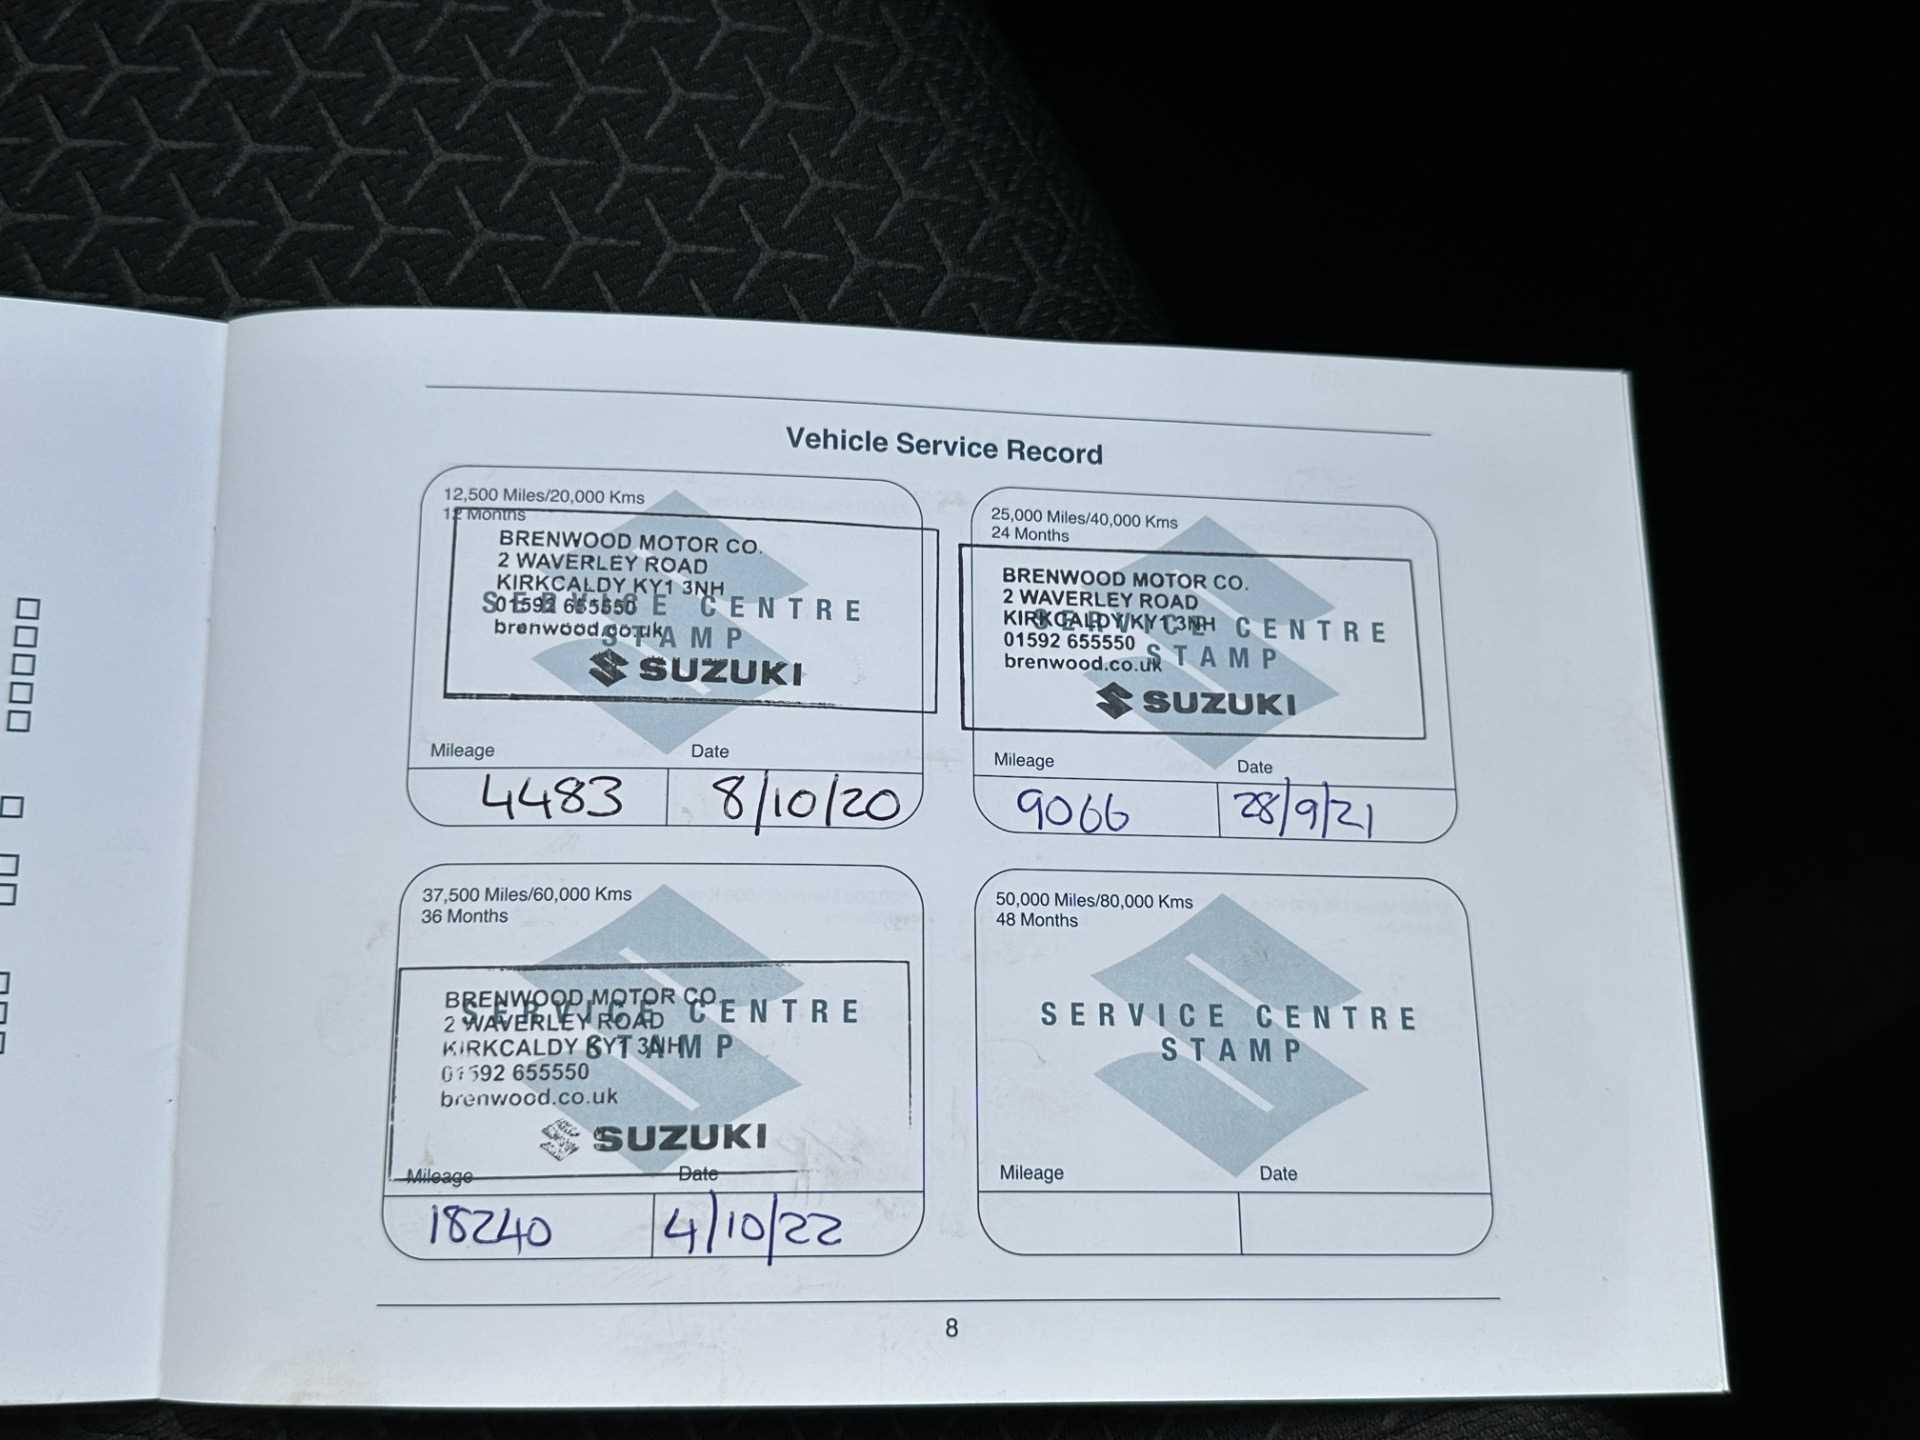 Vehicle Service Record
12,500 Miles/20,000 Kms
12 Months
BRENWOOD MOTOR CO.
2 WAVERLEY ROAD
KIRKCALDY KY1 3NH
01592 655550
brenwood.co.uk
SERVICE CENTRE
STAMP
SUZUKI
Mileage Date
4483 8/10/20
25,000 Miles/40,000 Kms
24 Months
BRENWOOD MOTOR CO.
2 WAVERLEY ROAD
KIRKCALDY KY1 3NH
01592 655550
brenwood.co.uk
SERVICE CENTRE
STAMP
SUZUKI
Mileage Date
9066 28/9/21
37,500 Miles/60,000 Kms
36 Months
BRENWOOD MOTOR CO
2 WAVERLEY ROAD
KIRKCALDY KY1 3NH
01592 655550
brenwood.co.uk
SERVICE CENTRE
STAMP
SUZUKI
Mileage Date
18240 4/10/22
50,000 Miles/80,000 Kms
48 Months
SERVICE CENTRE
STAMP
Mileage Date
8